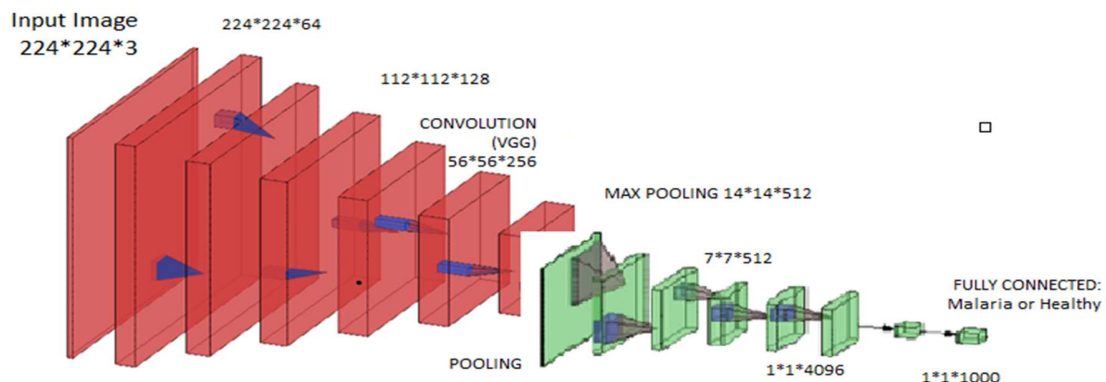 Input Image
224*224*3
224*224*64
112*112*128
CONVOLUTION
(VGG)
56*56*256
MAX POOLING 14*14*512
7*7*512
FULLY CONNECTED:
Malaria or Healthy
POOLING
1*1*4096
1*1*1000